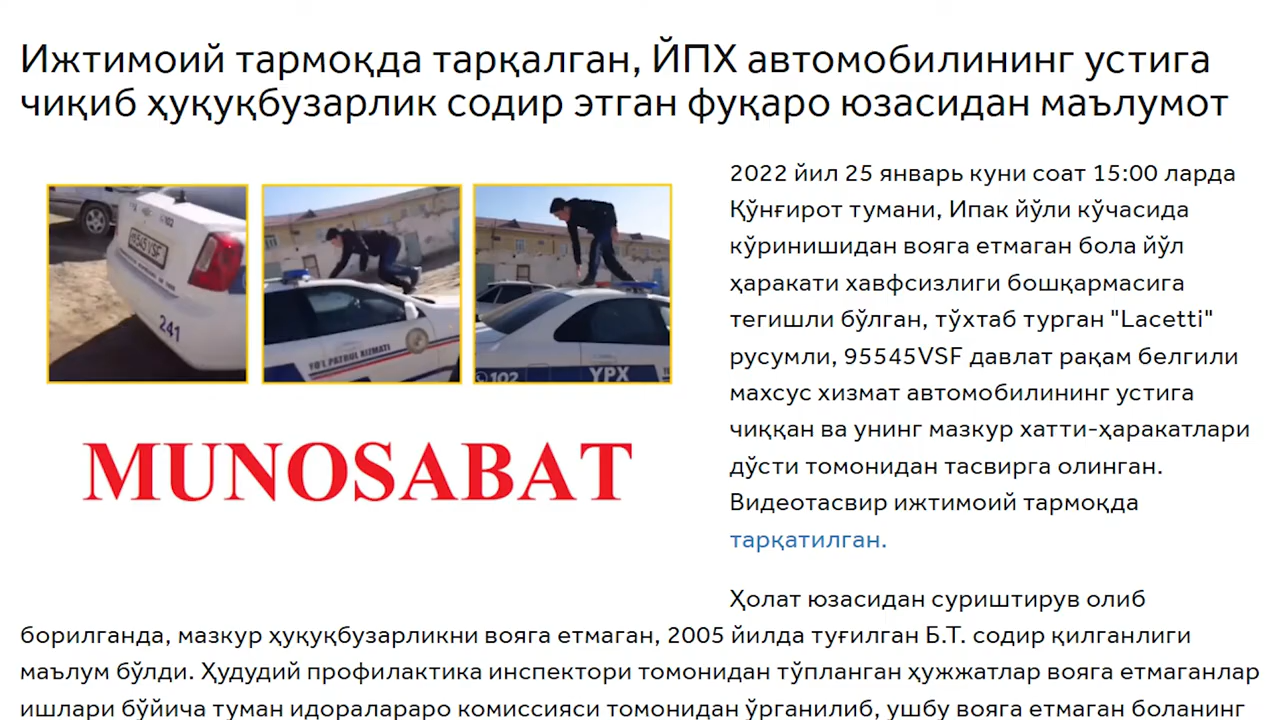 Ижтимоий тармоқда тарқалган, ЙПХ автомобилининг устига
чиқиб ҳуқуқбузарлик содир этган фуқаро юзасидан маълумот
95545VSF
241
YO'L PATRUL XIZMATI
102
YPX
MUNOSABAT
2022 йил 25 январь куни соат 15:00 ларда
Қўнғирот тумани, Ипак йўли кўчасида
кўринишидан вояга етмаган бола йўл
ҳаракати хавфсизлиги бошқармасига
тегишли бўлган, тўхтаб турган "Lacetti"
русумли, 95545VSF давлат рақам белгили
махсус хизмат автомобилининг устига
чиққан ва унинг мазкур хатти-ҳаракатлари
дўсти томонидан тасвирга олинган.
Видеотасвир ижтимоий тармоқда
тарқатилган.
Ҳолат юзасидан суриштирув олиб
борилганда, мазкур ҳуқуқбузарликни вояга етмаган, 2005 йилда туғилган Б.Т. содир қилганлиги
маълум бўлди. Ҳудудий профилактика инспектори томонидан тўпланган ҳужжатлар вояга етмаганлар
ишлари бўйича туман идоралараро комиссияси томонидан ўрганилиб, ушбу вояга етмаган боланинг